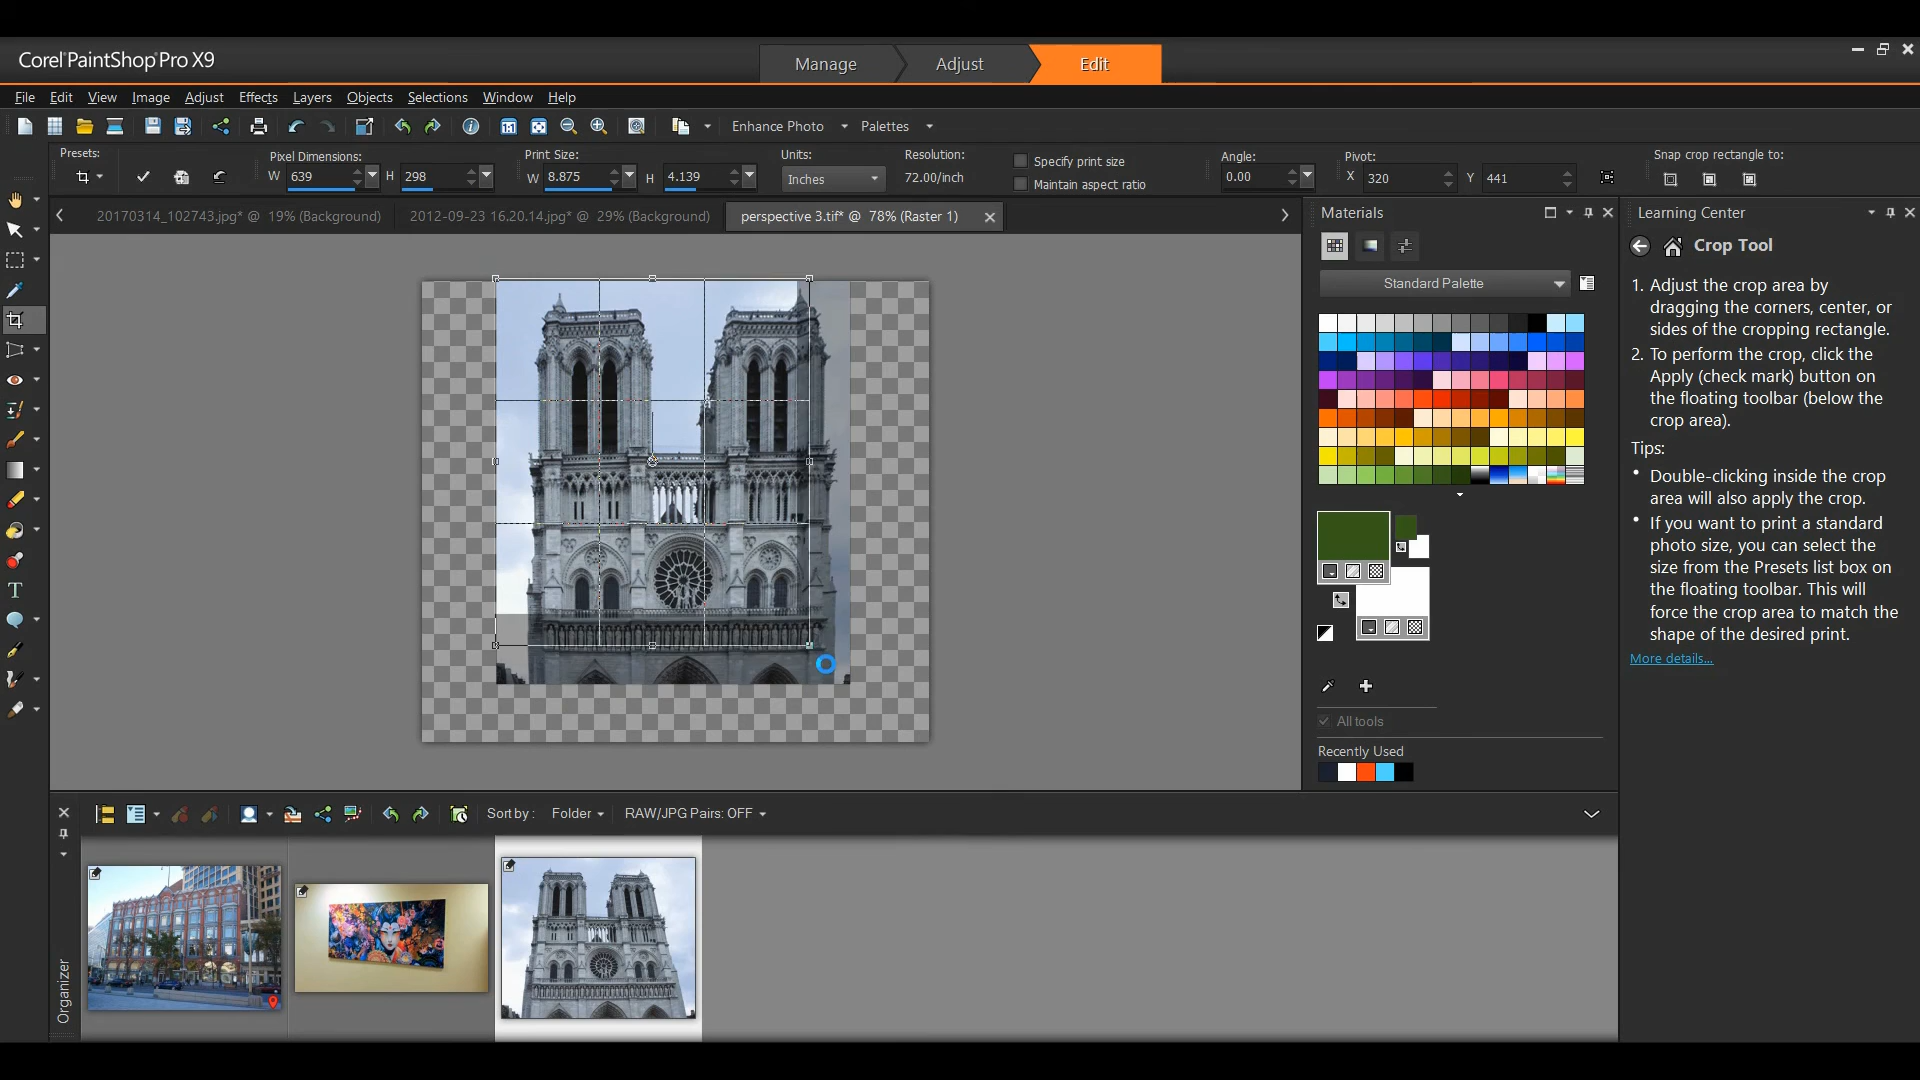 Corel PaintShop Pro X9
Manage Adjust Edit
File Edit View Image Adjust Effects Layers Objects Selections Window Help
1:1 Enhance Photo Palettes
Presets: Pixel Dimensions: Print Size: Units: Resolution: Specify print size Angle: Pivot: Snap crop rectangle to:
W 639 H 298 W 8.875 H 4.139 Inches 72.00/inch Maintain aspect ratio 0.00 X 320 Y 441
20170314_102743.jpg* @ 19% (Background) 2012-09-23 16.20.14.jpg* @ 29% (Background) perspective 3.tif* @ 78% (Raster 1)
Materials
Standard Palette
All tools
Recently Used
Learning Center
Crop Tool
1. Adjust the crop area by
dragging the corners, center, or
sides of the cropping rectangle.
2. To perform the crop, click the
Apply (check mark) button on
the floating toolbar (below the
crop area).
Tips:
• Double-clicking inside the crop
area will also apply the crop.
• If you want to print a standard
photo size, you can select the
size from the Presets list box on
the floating toolbar. This will
force the crop area to match the
shape of the desired print.
More details...
Sort by : Folder RAW/JPG Pairs: OFF
Organizer